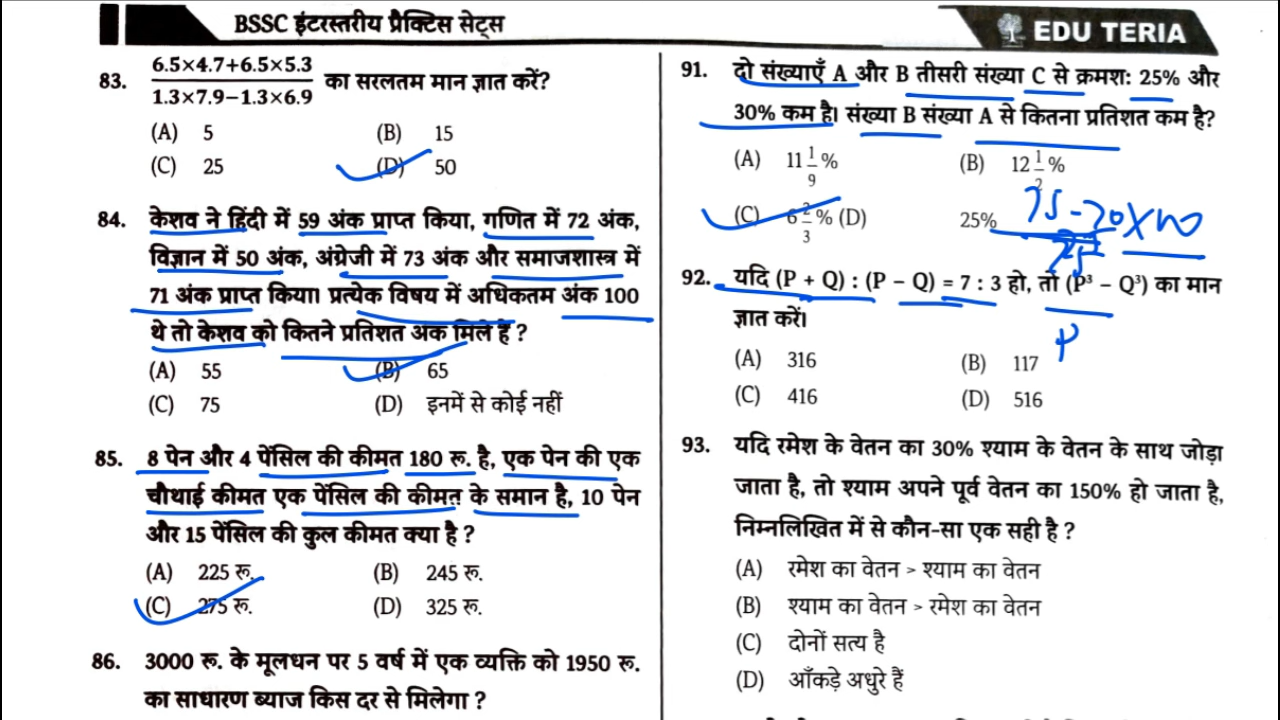 BSSC इंटरस्तरीय प्रैक्टिस सेट्स
EDU TERIA
83. 6.5×4.7+6.5×5.3 / 1.3×7.9−1.3×6.9 का सरलतम मान ज्ञात करें?
(A) 5 (B) 15
(C) 25 (D) 50
84. केशव ने हिंदी में 59 अंक प्राप्त किया, गणित में 72 अंक,
विज्ञान में 50 अंक, अंग्रेजी में 73 अंक और समाजशास्त्र में
71 अंक प्राप्त किया। प्रत्येक विषय में अधिकतम अंक 100
थे तो केशव को कितने प्रतिशत अंक मिले हैं ?
(A) 55 (B) 65
(C) 75 (D) इनमें से कोई नहीं
85. 8 पेन और 4 पेंसिल की कीमत 180 रू. है, एक पेन की एक
चौथाई कीमत एक पेंसिल की कीमत के समान है, 10 पेन
और 15 पेंसिल की कुल कीमत क्या है ?
(A) 225 रू. (B) 245 रू.
(C) 275 रू. (D) 325 रू.
86. 3000 रू. के मूलधन पर 5 वर्ष में एक व्यक्ति को 1950 रू.
का साधारण ब्याज किस दर से मिलेगा ?
91. दो संख्याएँ A और B तीसरी संख्या C से क्रमश: 25% और
30% कम है। संख्या B संख्या A से कितना प्रतिशत कम है?
(A) 11 1/9 % (B) 12 1/2 %
(C) 6 2/3 % (D) 25%
75
75
92. यदि (P + Q) : (P − Q) = 7 : 3 हो, तो (P³ − Q³) का मान
ज्ञात करें।
P
(A) 316 (B) 117
(C) 416 (D) 516
93. यदि रमेश के वेतन का 30% श्याम के वेतन के साथ जोड़ा
जाता है, तो श्याम अपने पूर्व वेतन का 150% हो जाता है,
निम्नलिखित में से कौन-सा एक सही है ?
(A) रमेश का वेतन > श्याम का वेतन
(B) श्याम का वेतन > रमेश का वेतन
(C) दोनों सत्य है
(D) आँकड़े अधुरे हैं